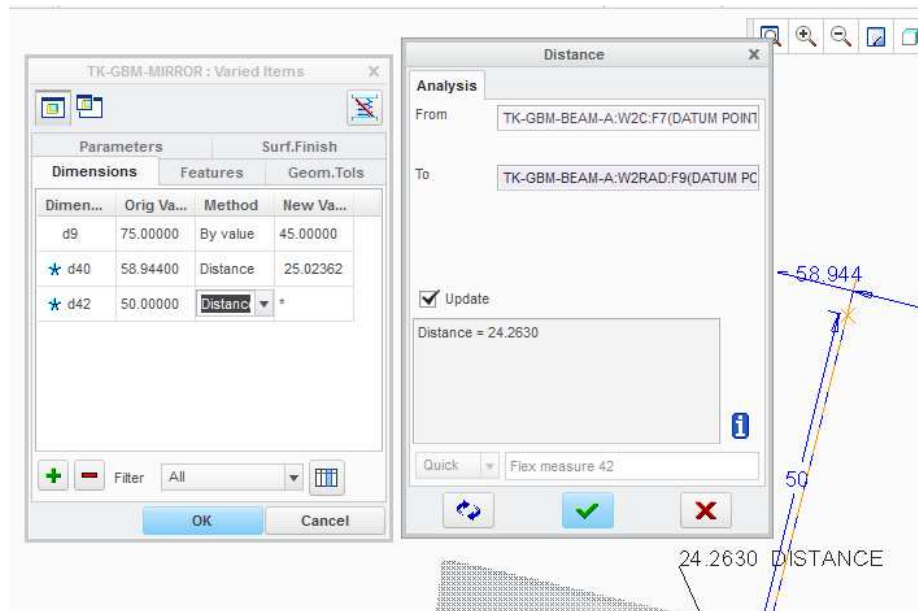 TK-GBM-MIRROR : Varied Items
Parameters Surf.Finish
Dimensions Features Geom.Tols
Dimen... Orig Va... Method New Va...
d9 75.00000 By value 45.00000
d40 58.94400 Distance 25.02362
d42 50.00000 Distanc *
Filter All
OK Cancel
Distance
Analysis
From TK-GBM-BEAM-A:W2C:F7(DATUM POINT
To TK-GBM-BEAM-A:W2RAD:F9(DATUM PC
Update
Distance = 24.2630
Quick Flex measure 42
58.944
50
24.2630 DISTANCE